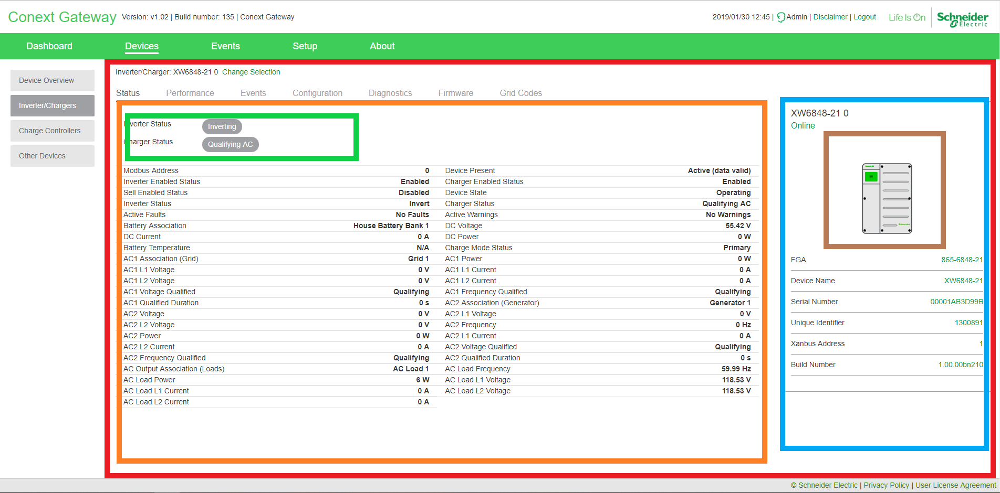 Conext Gateway Version: v1.02 | Build number: 135 | Conext Gateway 2019/01/30 12:45 | Admin | Disclaimer | Logout Life Is On Schneider Electric
Dashboard Devices Events Setup About
Device Overview
Inverter/Chargers
Charge Controllers
Other Devices
Inverter/Charger: XW6848-21 0 Change Selection
Status Performance Events Configuration Diagnostics Firmware Grid Codes
Inverter Status Inverting
Charger Status Qualifying AC
Modbus Address 0 Device Present Active (data valid)
Inverter Enabled Status Enabled Charger Enabled Status Enabled
Sell Enabled Status Disabled Device State Operating
Inverter Status Invert Charger Status Qualifying AC
Active Faults No Faults Active Warnings No Warnings
Battery Association House Battery Bank 1 DC Voltage 55.42 V
DC Current 0 A DC Power 0 W
Battery Temperature N/A Charge Mode Status Primary
AC1 Association (Grid) Grid 1 AC1 Power 0 W
AC1 L1 Voltage 0 V AC1 L1 Current 0 A
AC1 L2 Voltage 0 V AC1 L2 Current 0 A
AC1 Voltage Qualified Qualifying AC1 Frequency Qualified Qualifying
AC1 Qualified Duration 0 s AC2 Association (Generator) Generator 1
AC2 Voltage 0 V AC2 L1 Voltage 0 V
AC2 L2 Voltage 0 V AC2 Frequency 0 Hz
AC2 Power 0 W AC2 L1 Current 0 A
AC2 L2 Current 0 A AC2 Voltage Qualified Qualifying
AC2 Frequency Qualified Qualifying AC2 Qualified Duration 0 s
AC Output Association (Loads) AC Load 1 AC Load Frequency 59.99 Hz
AC Load Power 6 W AC Load L1 Voltage 118.53 V
AC Load L1 Current 0 A AC Load L2 Voltage 118.53 V
AC Load L2 Current 0 A
XW6848-21 0
Online
Schneider
FGA 865-6848-21
Device Name XW6848-21
Serial Number 00001AB3D99B
Unique Identifier 1300891
Xanbus Address 1
Build Number 1.00.00bn210
© Schneider Electric | Privacy Policy | User License Agreement